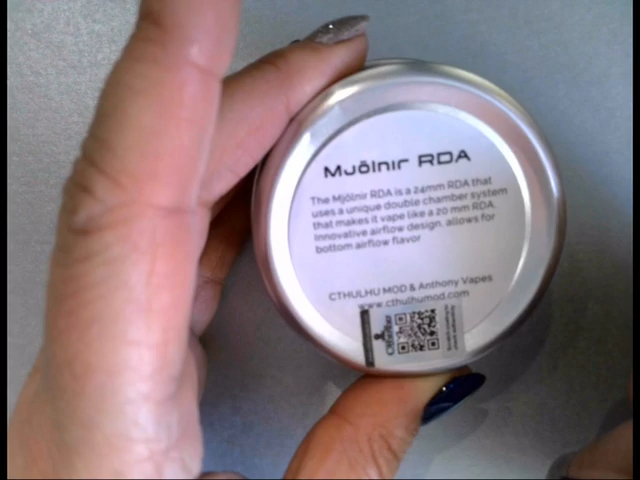 Mjölnir RDA
The Mjölnir RDA is a 24mm RDA that
uses a unique double chamber system
that makes it vape like a 20 mm RDA.
Innovative airflow design, allows for
bottom airflow flavor
CTHULHU MOD & Anthony Vapes
www.cthulhumod.com
Cthulhu